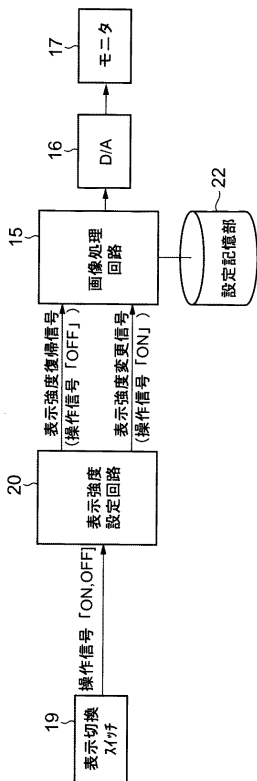 19
表示切換
スイッチ
操作信号「ON,OFF」
20
表示強度
設定回路
表示強度復帰信号
(操作信号「OFF」)
表示強度変更信号
(操作信号「ON」)
15
画像処理
回路
22
設定記憶部
16
D/A
17
モニタ